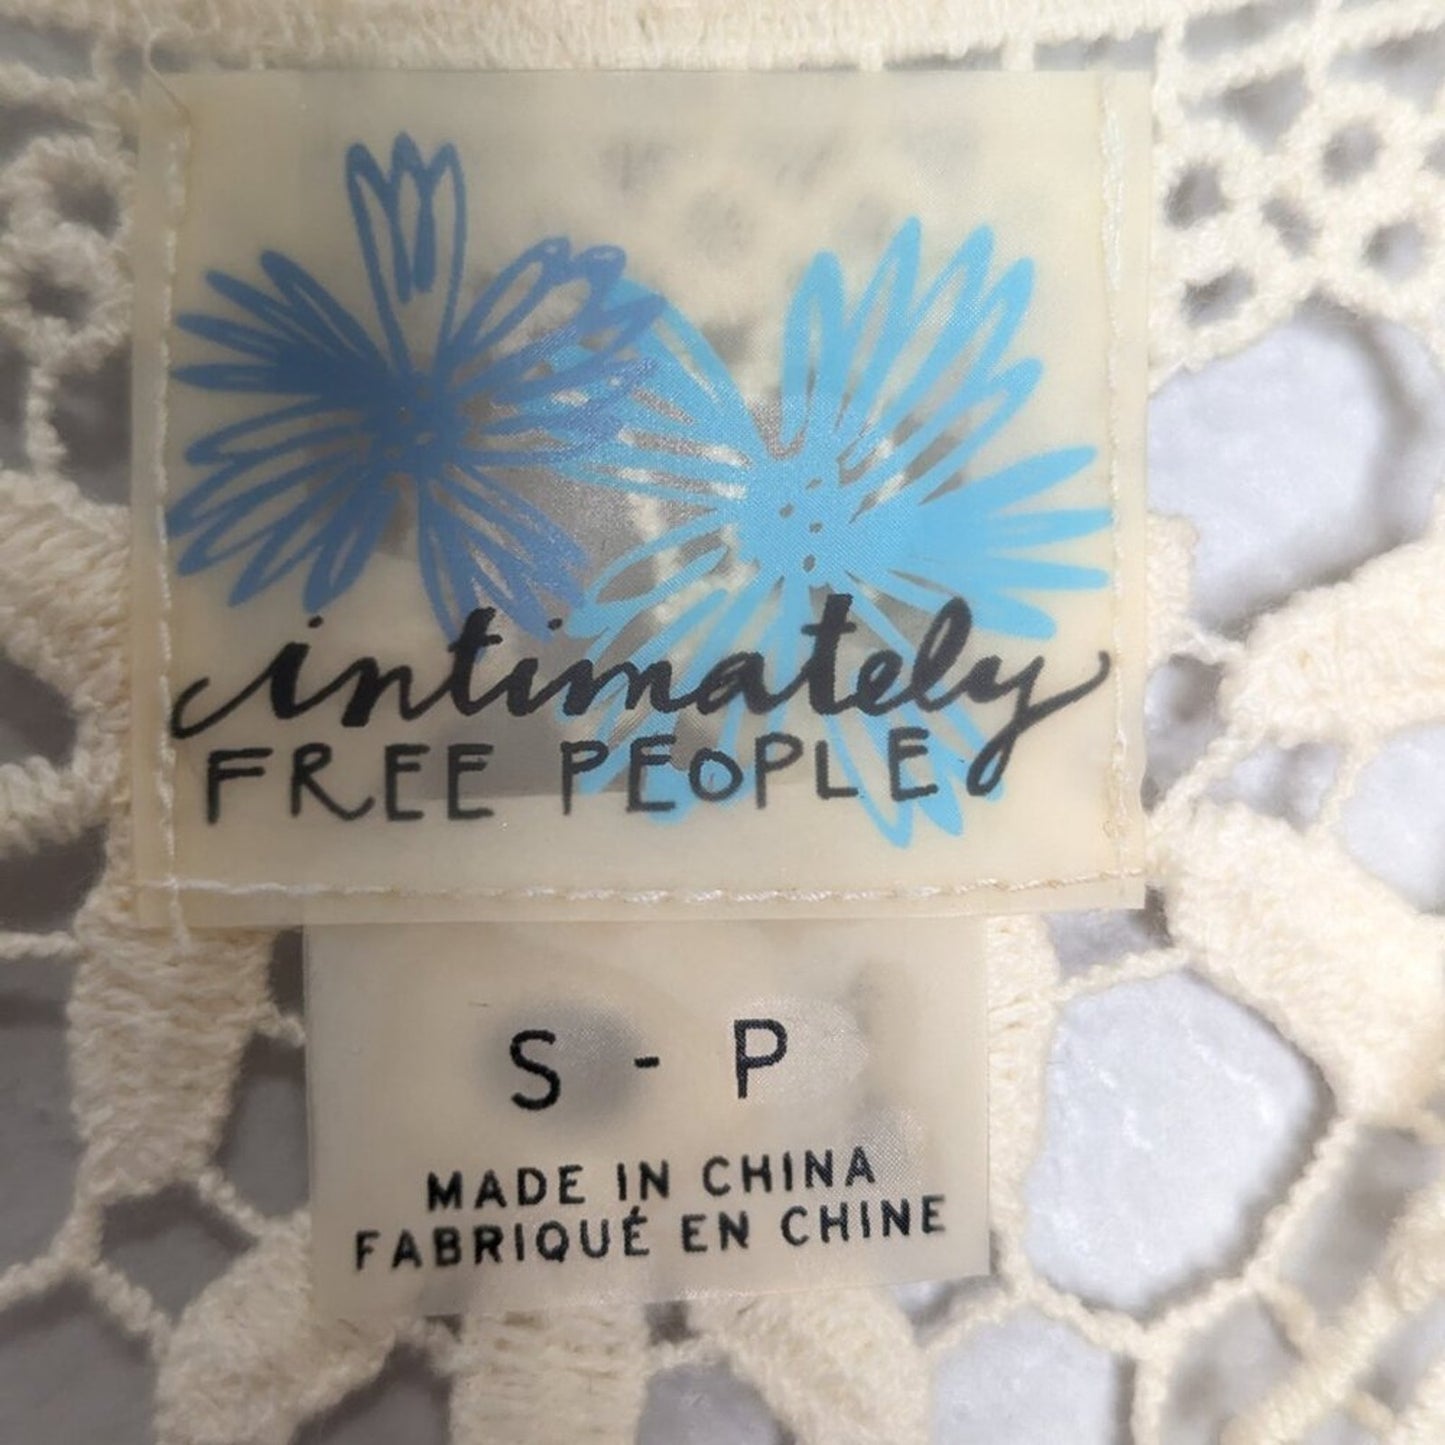 intimately
FREE PEOPLE
S - P
MADE IN CHINA
FABRIQUÉ EN CHINE